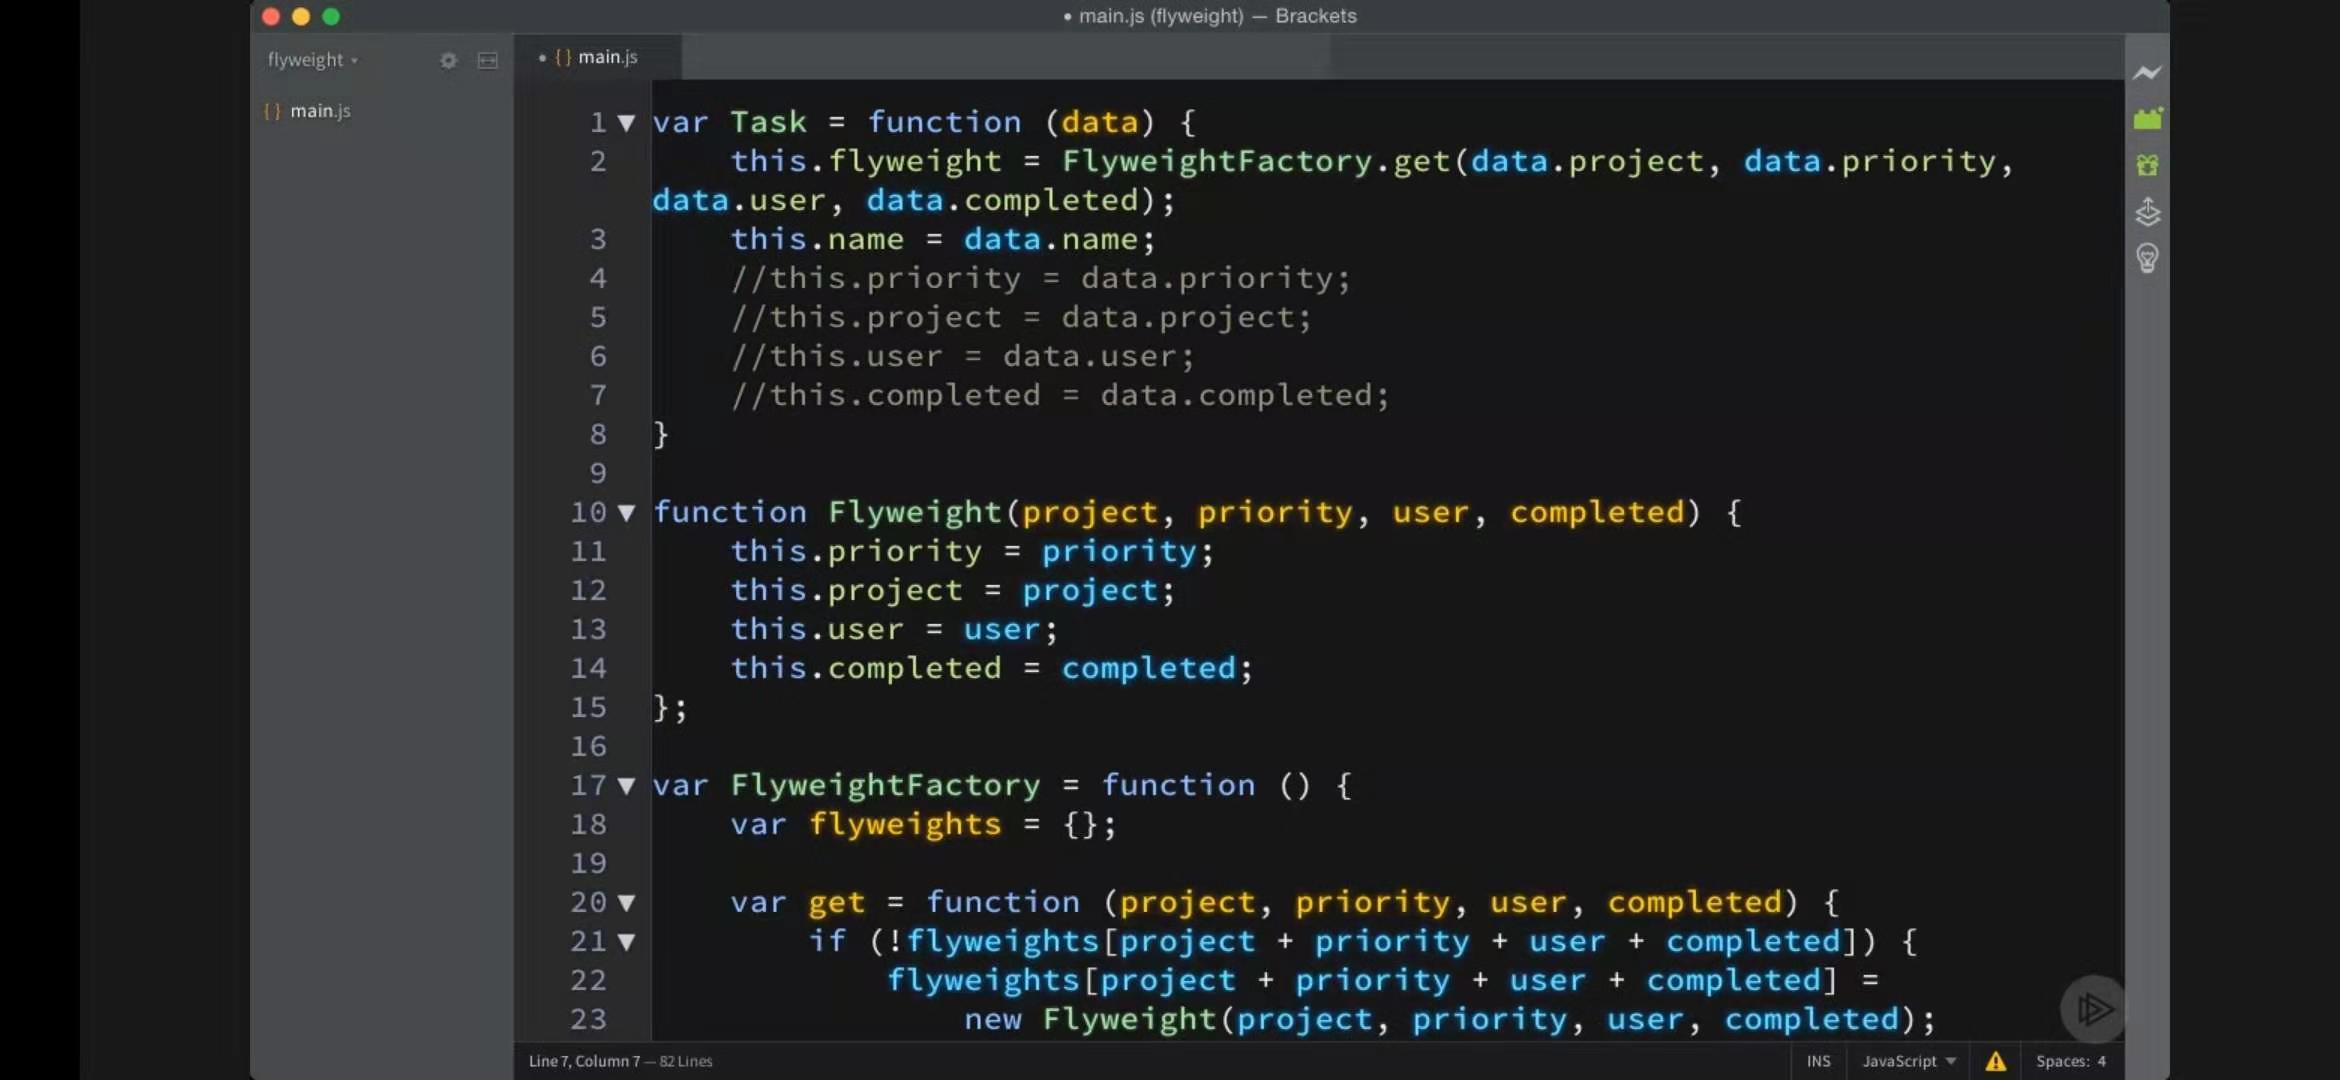 • main.js (flyweight) — Brackets
flyweight ▾
{ } main.js
• { } main.js
1 ▼ var Task = function (data) {
2 this.flyweight = FlyweightFactory.get(data.project, data.priority,
data.user, data.completed);
3 this.name = data.name;
4 //this.priority = data.priority;
5 //this.project = data.project;
6 //this.user = data.user;
7 //this.completed = data.completed;
8 }
9
10 ▼ function Flyweight(project, priority, user, completed) {
11 this.priority = priority;
12 this.project = project;
13 this.user = user;
14 this.completed = completed;
15 };
16
17 ▼ var FlyweightFactory = function () {
18 var flyweights = {};
19
20 ▼ var get = function (project, priority, user, completed) {
21 ▼ if (!flyweights[project + priority + user + completed]) {
22 flyweights[project + priority + user + completed] =
23 new Flyweight(project, priority, user, completed);
Line 7, Column 7 — 82 Lines
INS JavaScript ▼ Spaces: 4